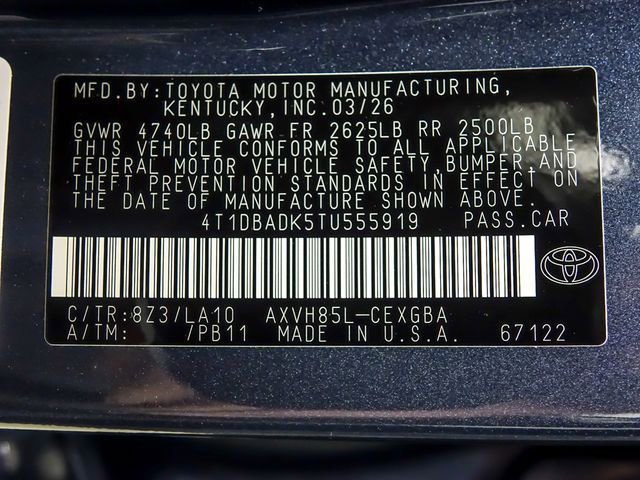 MFD.BY:TOYOTA MOTOR MANUFACTURING,
KENTUCKY,INC.03/26
GVWR 4740LB GAWR FR 2625LB RR 2500LB
THIS VEHICLE CONFORMS TO ALL APPLICABLE
FEDERAL MOTOR VEHICLE SAFETY,BUMPER,AND
THEFT PREVENTION STANDARDS IN EFFECT ON
THE DATE OF MANUFACTURE SHOWN ABOVE.
4T1DBADK5TU555919 PASS.CAR
C/TR:8Z3/LA10 AXVH85L-CEXGBA
A/TM: /PB11 MADE IN U.S.A. 67122